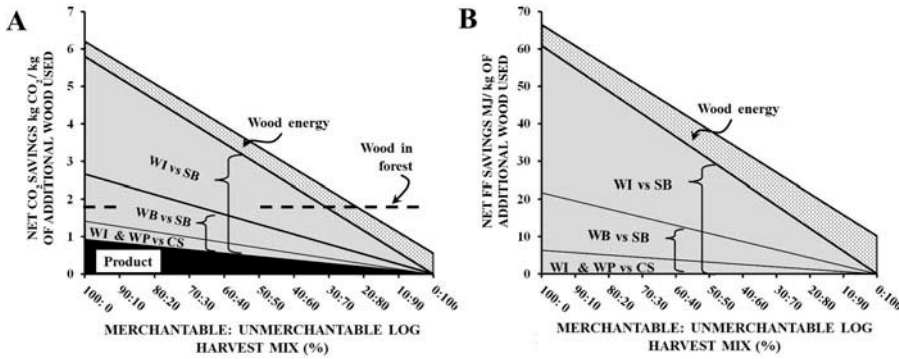 A
NET CO2 SAVINGS kg CO2/ kg
OF ADDITIONAL WOOD USED
7
6
5
4
3
2
1
0
Wood energy
Wood in
forest
WI vs SB
WB vs SB
WI & WP vs CS
Product
100: 0
90:10
80:20
70:30
60:40
50:50
40:60
30:70
20:80
10:90
0:100
MERCHANTABLE: UNMERCHANTABLE LOG
HARVEST MIX (%)
B
NET FF SAVINGS MJ/ kg OF
ADDITIONAL WOOD USED
70
60
50
40
30
20
10
0
Wood energy
WI vs SB
WB vs SB
WI & WP vs CS
100: 0
90:10
80:20
70:30
60:40
50:50
40:60
30:70
20:80
10:90
0:100
MERCHANTABLE: UNMERCHANTABLE LOG
HARVEST MIX (%)